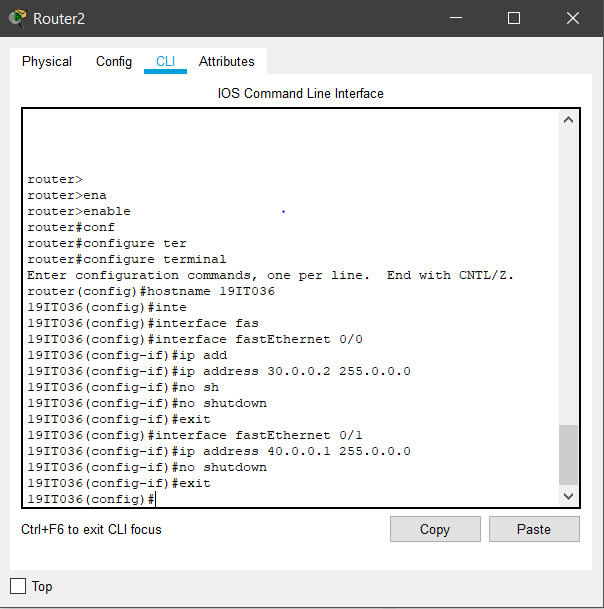 Router2
Physical Config CLI Attributes
IOS Command Line Interface
router>
router>ena
router>enable
router#conf
router#configure ter
router#configure terminal
Enter configuration commands, one per line.  End with CNTL/Z.
router(config)#hostname 19IT036
19IT036(config)#inte
19IT036(config)#interface fas
19IT036(config)#interface fastEthernet 0/0
19IT036(config-if)#ip add
19IT036(config-if)#ip address 30.0.0.2 255.0.0.0
19IT036(config-if)#no sh
19IT036(config-if)#no shutdown
19IT036(config-if)#exit
19IT036(config)#interface fastEthernet 0/1
19IT036(config-if)#ip address 40.0.0.1 255.0.0.0
19IT036(config-if)#no shutdown
19IT036(config-if)#exit
19IT036(config)#
Ctrl+F6 to exit CLI focus
Copy Paste
Top